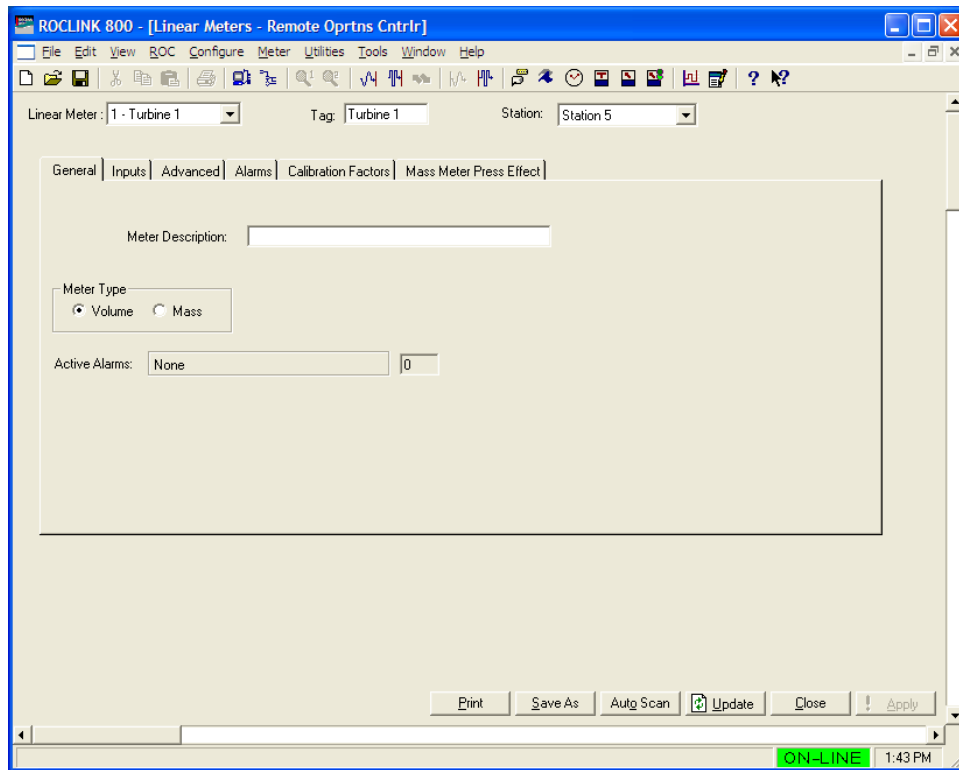 ROCLINK 800 - [Linear Meters - Remote Oprtns Cntrlr]
File Edit View ROC Configure Meter Utilities Tools Window Help
Linear Meter : 1 - Turbine 1 Tag: Turbine 1 Station: Station 5
General Inputs Advanced Alarms Calibration Factors Mass Meter Press Effect
Meter Description:
Meter Type
Volume Mass
Active Alarms: None 0
Print Save As Auto Scan Update Close ! Apply
ON-LINE 1:43 PM